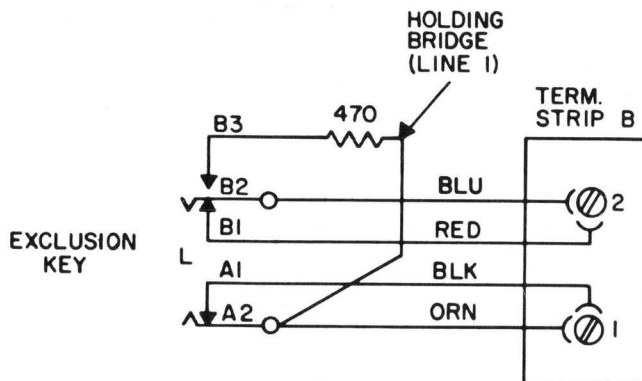 HOLDING
BRIDGE
(LINE 1)
TERM.
STRIP B
470
B3
B2
BLU
2
B1
RED
EXCLUSION
KEY
L
A1
BLK
A2
ORN
1